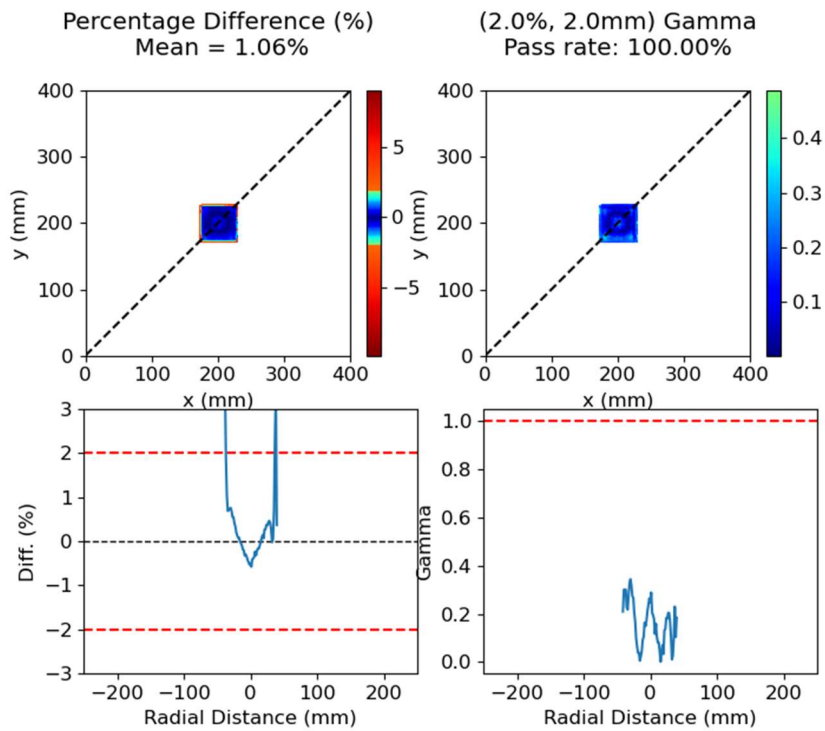 Percentage Difference (%)
Mean = 1.06%
(2.0%, 2.0mm) Gamma
Pass rate: 100.00%
400
300
200
100
0
0 100 200 300 400
y (mm)
x (mm)
5
0
−5
400
300
200
100
0
0 100 200 300 400
y (mm)
x (mm)
0.4
0.3
0.2
0.1
3
2
1
0
−1
−2
−3
−200 −100 0 100 200
Diff. (%)
Radial Distance (mm)
1.0
0.8
0.6
0.4
0.2
0.0
−200 −100 0 100 200
Gamma
Radial Distance (mm)